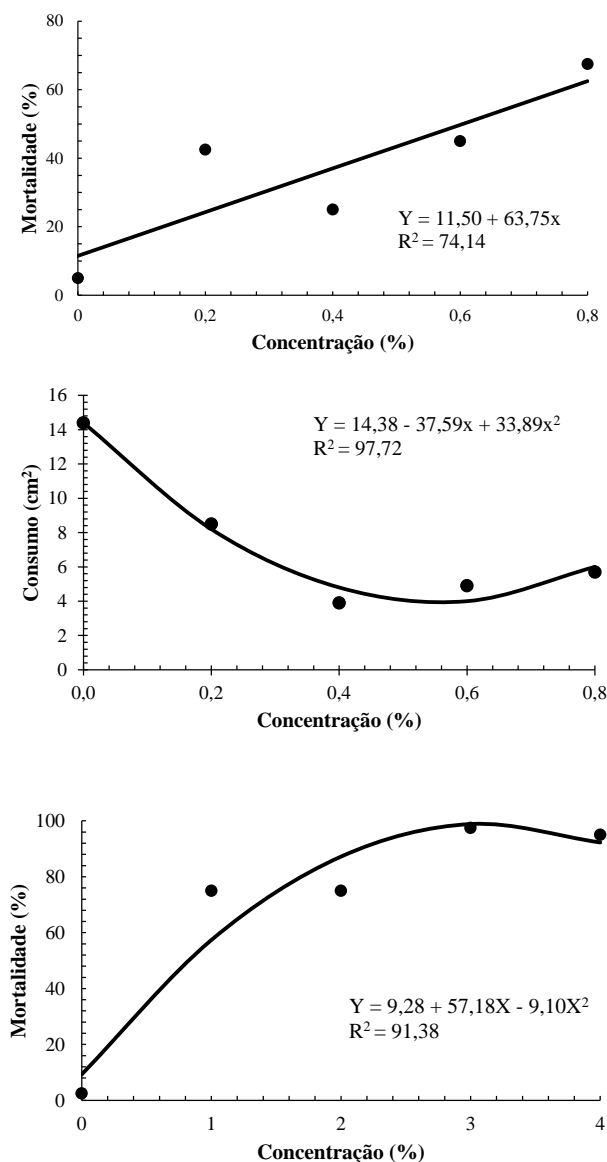 80
60
40
20
0
Mortalidade (%)
Y = 11,50 + 63,75x
R² = 74,14
0 0,2 0,4 0,6 0,8
Concentração (%)
16
14
12
10
8
6
4
2
0
Consumo (cm²)
Y = 14,38 - 37,59x + 33,89x²
R² = 97,72
0,0 0,2 0,4 0,6 0,8
Concentração (%)
100
80
60
40
20
0
Mortalidade (%)
Y = 9,28 + 57,18X - 9,10X²
R² = 91,38
0 1 2 3 4
Concentração (%)